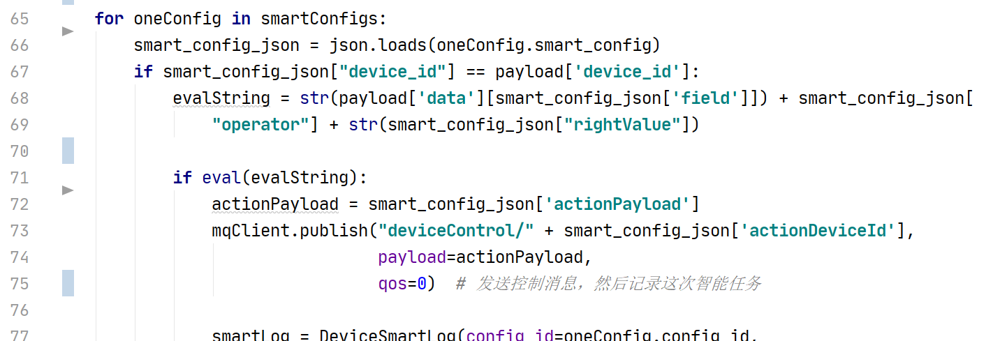 65 for oneConfig in smartConfigs:
66 smart_config_json = json.loads(oneConfig.smart_config)
67 if smart_config_json["device_id"] == payload['device_id']:
68 evalString = str(payload['data'][smart_config_json['field']]) + smart_config_json[
69 "operator"] + str(smart_config_json["rightValue"])
70
71 if eval(evalString):
72 actionPayload = smart_config_json['actionPayload']
73 mqClient.publish("deviceControl/" + smart_config_json['actionDeviceId'],
74 payload=actionPayload,
75 qos=0) # 发送控制消息，然后记录这次智能任务
76
77 smartLog = DeviceSmartLog(config_id=oneConfig.config_id,